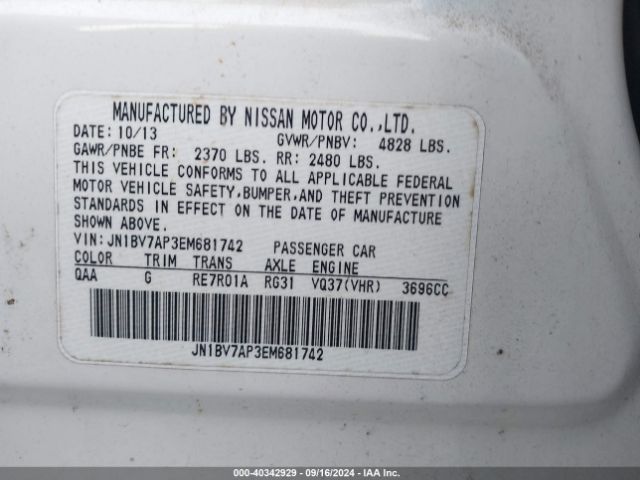 MANUFACTURED BY NISSAN MOTOR CO.,LTD.
DATE: 10/13 GVWR/PNBV: 4828 LBS.
GAWR/PNBE FR: 2370 LBS. RR: 2480 LBS.
THIS VEHICLE CONFORMS TO ALL APPLICABLE FEDERAL
MOTOR VEHICLE SAFETY,BUMPER,AND THEFT PREVENTION
STANDARDS IN EFFECT ON THE DATE OF MANUFACTURE
SHOWN ABOVE.
VIN:JN1BV7AP3EM681742 PASSENGER CAR
COLOR TRIM TRANS AXLE ENGINE
QAA G RE7R01A RG31 VQ37(VHR) 3696CC
JN1BV7AP3EM681742
000-40342929 - 09/16/2024 - IAA Inc.